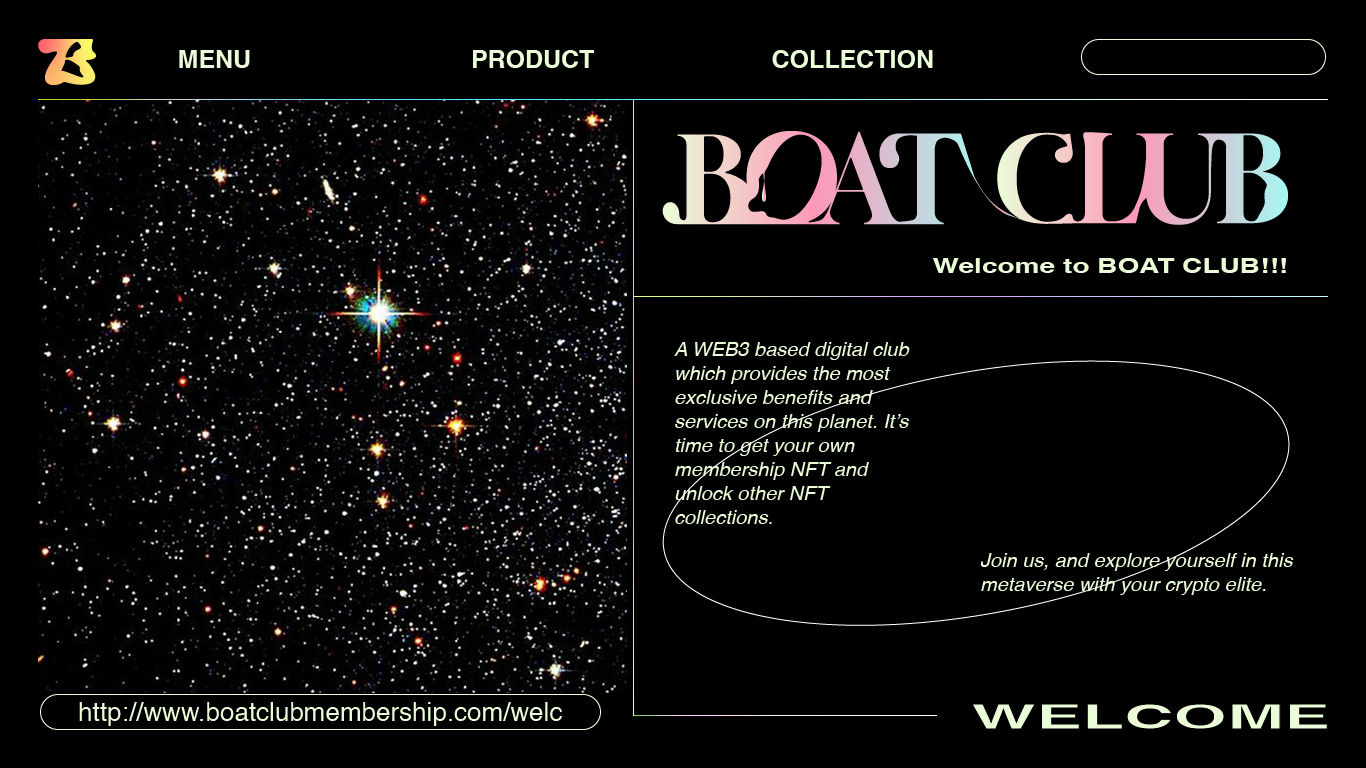 B
MENU
PRODUCT
COLLECTION
BOAT CLUB
Welcome to BOAT CLUB!!!
A WEB3 based digital club
which provides the most
exclusive benefits and
services on this planet. It’s
time to get your own
membership NFT and
unlock other NFT
collections.
Join us, and explore yourself in this
metaverse with your crypto elite.
http://www.boatclubmembership.com/welc
WELCOME